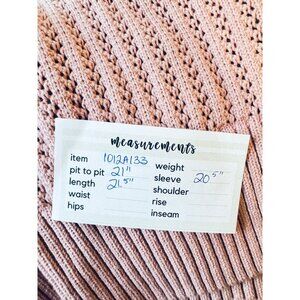 measurements
item 1012A133 weight
pit to pit 21" sleeve 20.5"
length 21.5" shoulder
waist rise
hips inseam